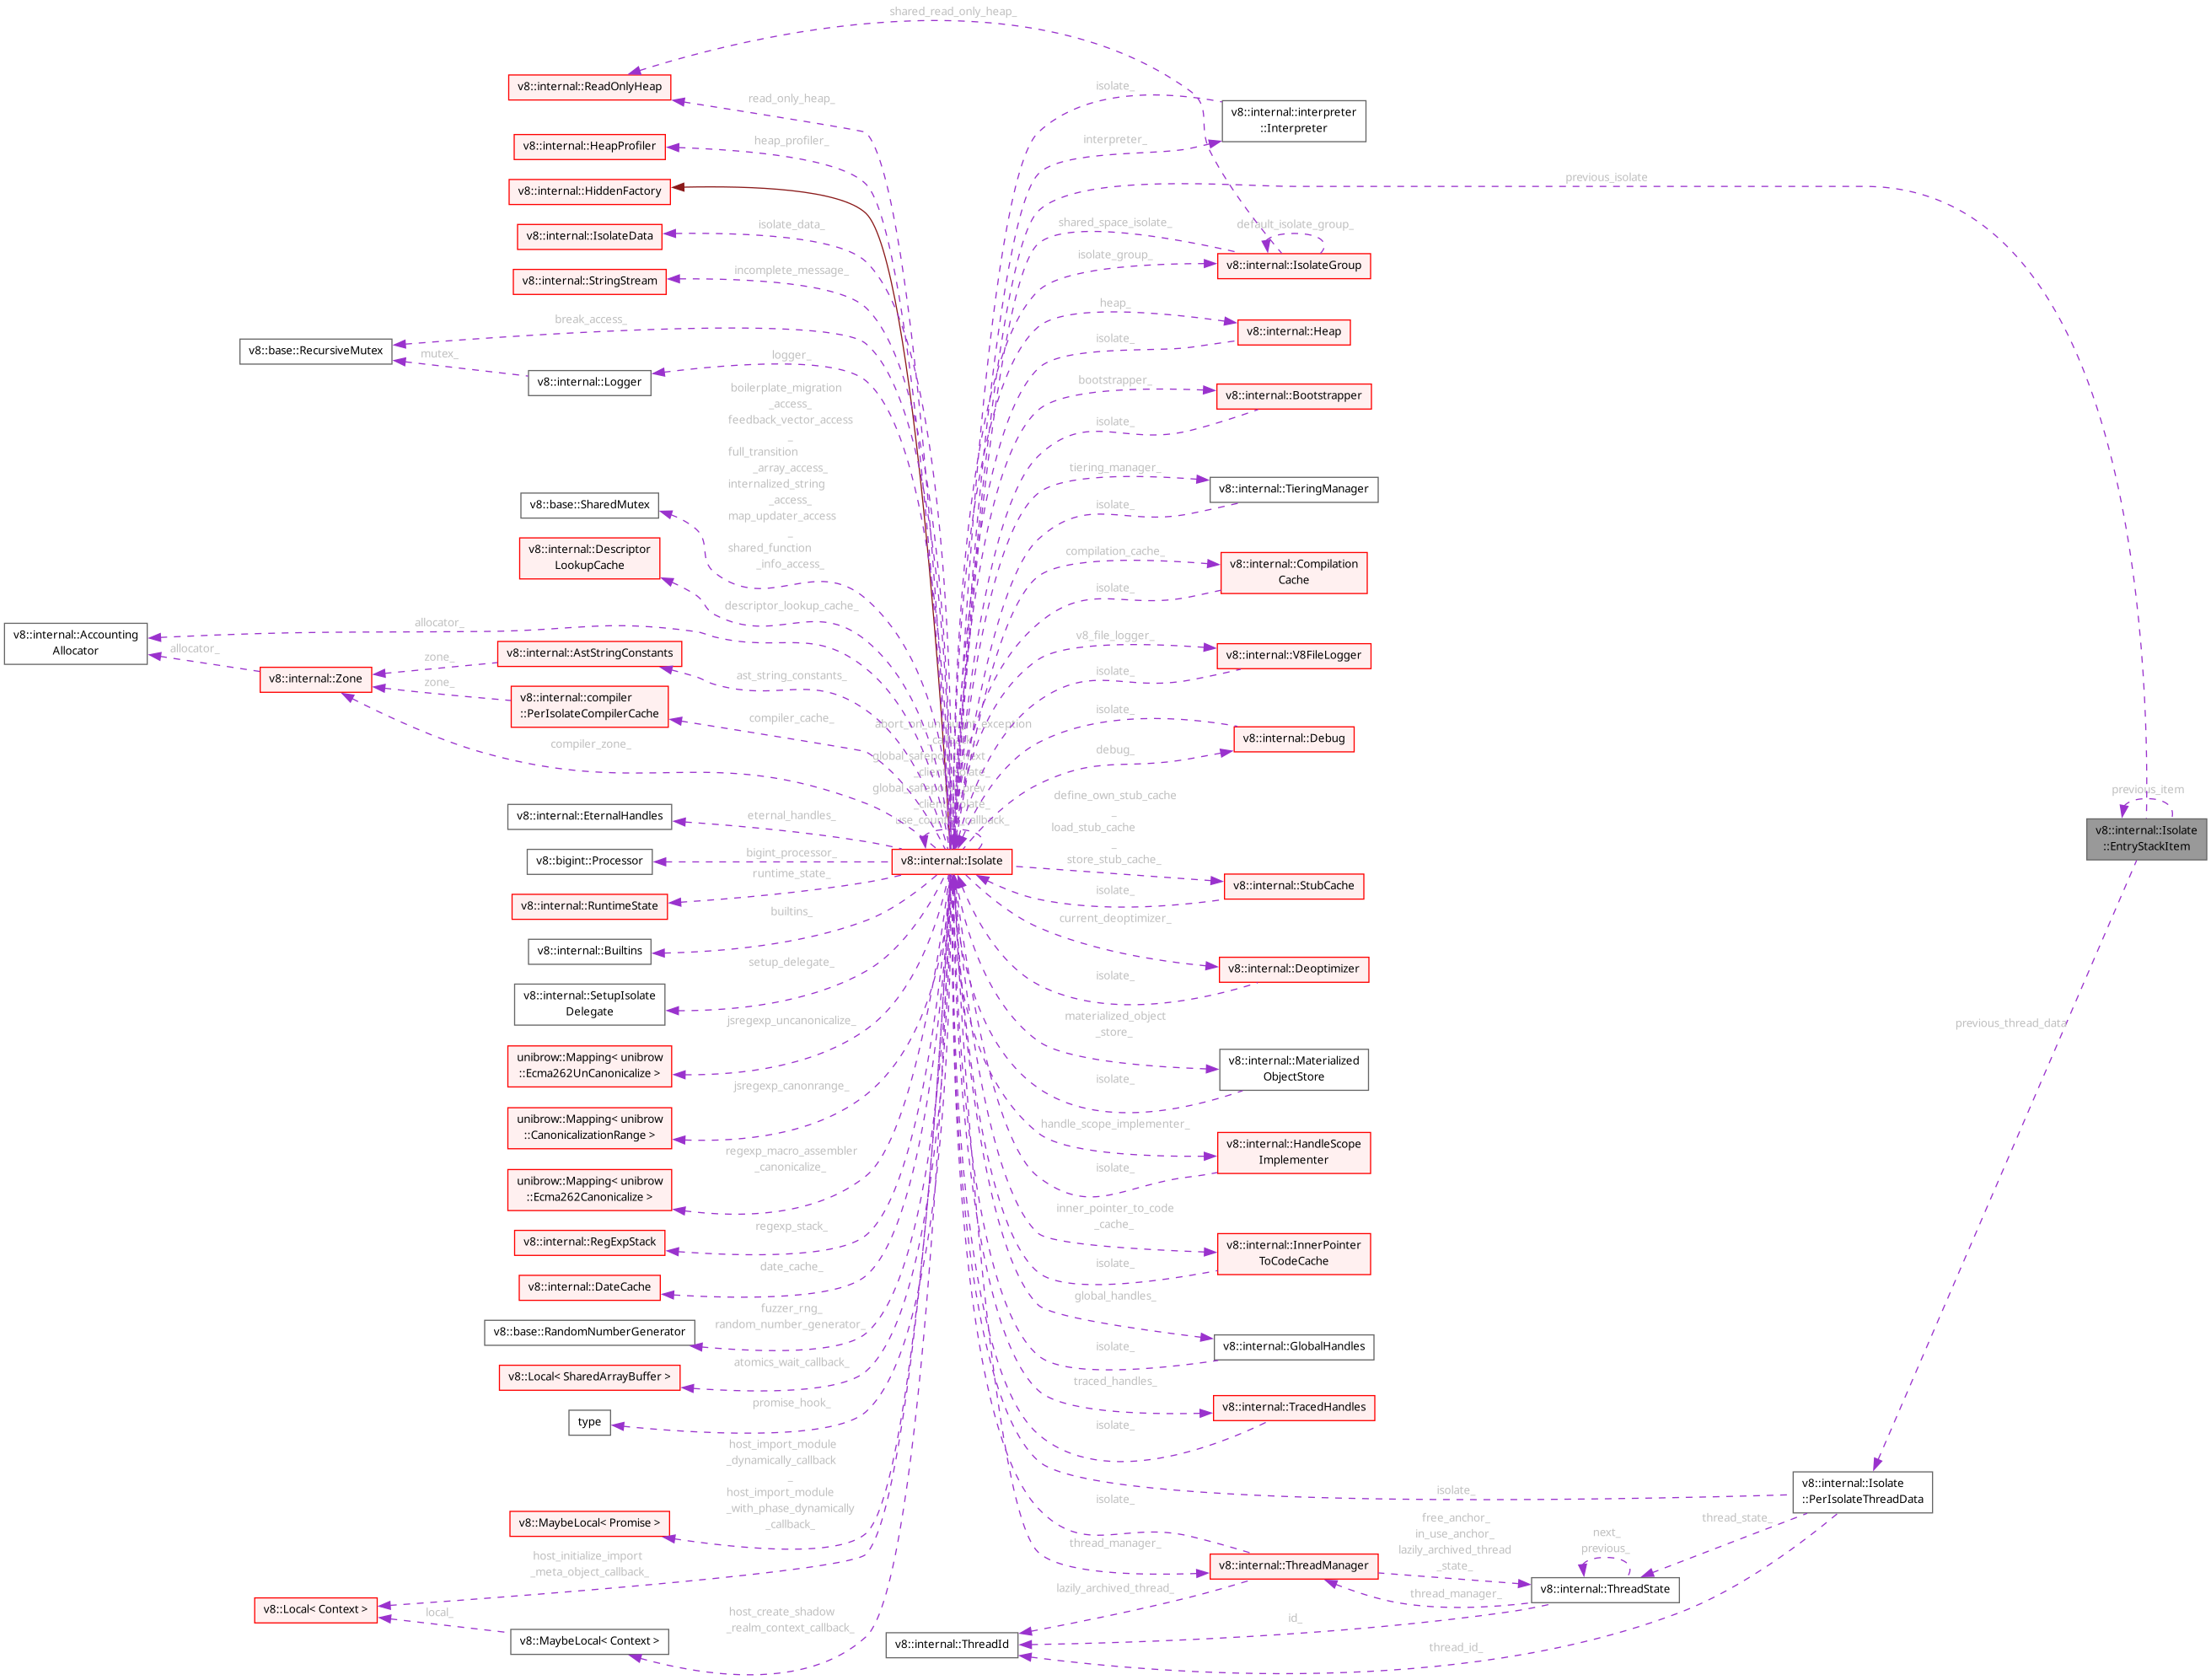 shared_read_only_heap_
v8::internal::ReadOnlyHeap
read_only_heap_
isolate_
v8::internal::interpreter
::Interpreter
v8::internal::HeapProfiler
heap_profiler_
interpreter_
previous_isolate
v8::internal::HiddenFactory
v8::internal::IsolateData
isolate_data_
shared_space_isolate_
default_isolate_group_
isolate_group_
v8::internal::IsolateGroup
v8::internal::StringStream
incomplete_message_
heap_
v8::internal::Heap
break_access_
isolate_
v8::base::RecursiveMutex
mutex_
logger_
v8::internal::Logger
bootstrapper_
v8::internal::Bootstrapper
isolate_
boilerplate_migration
_access_
feedback_vector_access
_
full_transition
_array_access_
internalized_string
_access_
map_updater_access
_
shared_function
_info_access_
tiering_manager_
v8::internal::TieringManager
isolate_
v8::base::SharedMutex
v8::internal::Descriptor
LookupCache
descriptor_lookup_cache_
compilation_cache_
v8::internal::Compilation
Cache
isolate_
v8::internal::Accounting
Allocator
allocator_
allocator_
v8::internal::Zone
zone_
zone_
v8::internal::AstStringConstants
ast_string_constants_
v8_file_logger_
v8::internal::V8FileLogger
isolate_
v8::internal::compiler
::PerIsolateCompilerCache
compiler_cache_
compiler_zone_
isolate_
v8::internal::Debug
debug_
global_safepoint_prev
_client_isolate_
use_counter_callback_
define_own_stub_cache
_
load_stub_cache
_
store_stub_cache_
previous_item
v8::internal::Isolate
::EntryStackItem
v8::internal::EternalHandles
eternal_handles_
v8::bigint::Processor
bigint_processor_
v8::internal::Isolate
v8::internal::StubCache
isolate_
v8::internal::RuntimeState
runtime_state_
v8::internal::Builtins
builtins_
current_deoptimizer_
v8::internal::Deoptimizer
isolate_
v8::internal::SetupIsolate
Delegate
setup_delegate_
jsregexp_uncanonicalize_
materialized_object
_store_
previous_thread_data
unibrow::Mapping< unibrow
::Ecma262UnCanonicalize >
v8::internal::Materialized
ObjectStore
isolate_
unibrow::Mapping< unibrow
::CanonicalizationRange >
jsregexp_canonrange_
handle_scope_implementer_
v8::internal::HandleScope
Implementer
isolate_
unibrow::Mapping< unibrow
::Ecma262Canonicalize >
regexp_macro_assembler
_canonicalize_
inner_pointer_to_code
_cache_
v8::internal::InnerPointer
ToCodeCache
isolate_
v8::internal::RegExpStack
regexp_stack_
v8::internal::DateCache
date_cache_
global_handles_
v8::internal::GlobalHandles
isolate_
v8::base::RandomNumberGenerator
fuzzer_rng_
random_number_generator_
v8::Local< SharedArrayBuffer >
atomics_wait_callback_
traced_handles_
v8::internal::TracedHandles
isolate_
type
promise_hook_
host_import_module
_dynamically_callback
_
host_import_module
_with_phase_dynamically
_callback_
v8::MaybeLocal< Promise >
isolate_
v8::internal::Isolate
::PerIsolateThreadData
isolate_
thread_manager_
v8::internal::ThreadManager
free_anchor_
in_use_anchor_
lazily_archived_thread
_state_
next_
previous_
thread_state_
host_initialize_import
_meta_object_callback_
lazily_archived_thread_
thread_manager_
v8::internal::ThreadState
v8::Local< Context >
local_
v8::MaybeLocal< Context >
host_create_shadow
_realm_context_callback_
v8::internal::ThreadId
id_
thread_id_